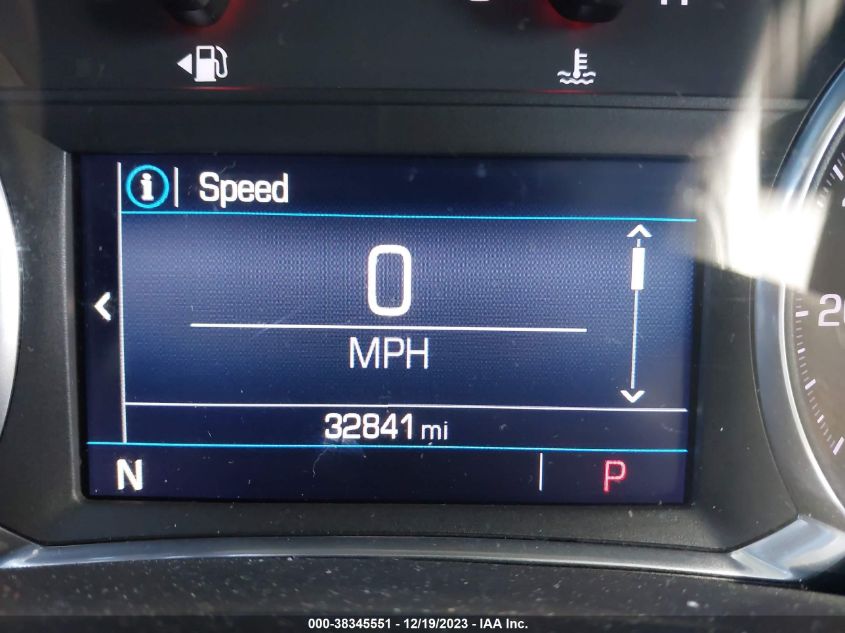 Speed
0
MPH
32841 mi
N P
000-38345551 - 12/19/2023 - IAA Inc.